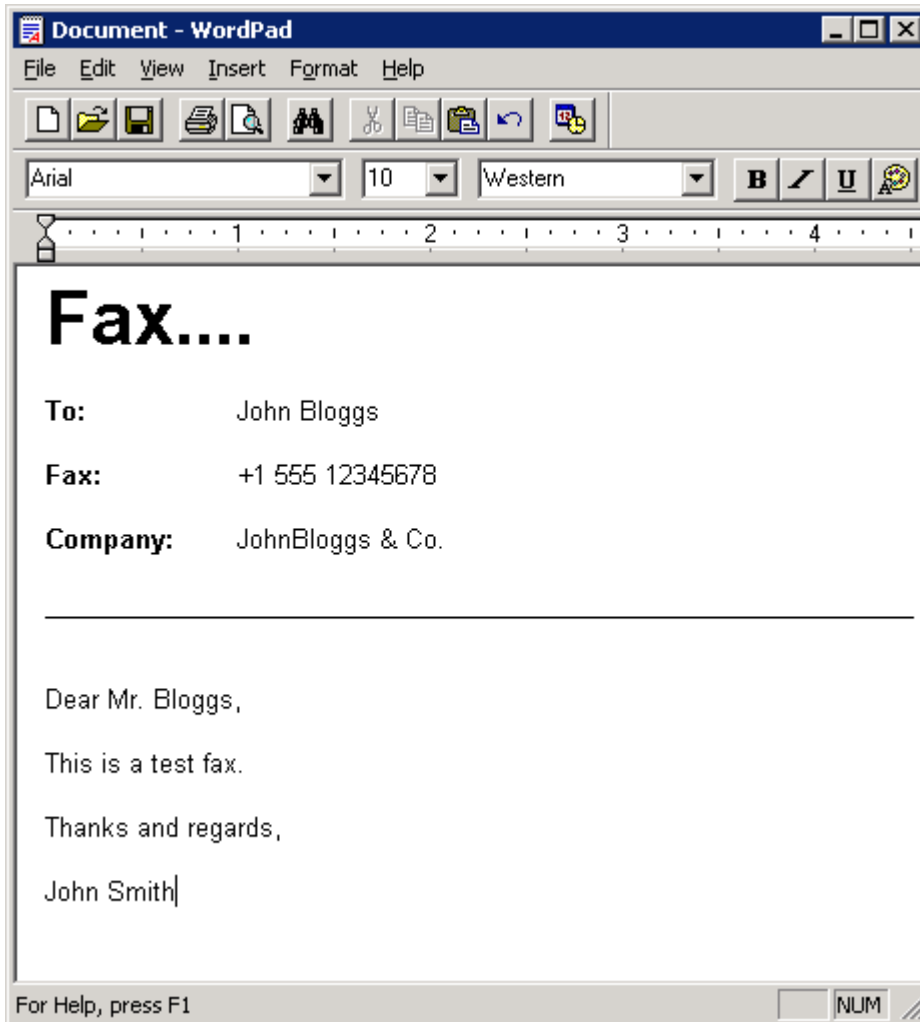 Document - WordPad
File Edit View Insert Format Help
Arial 10 Western B I U
1 2 3 4
Fax....
To: John Bloggs
Fax: +1 555 12345678
Company: JohnBloggs & Co.
Dear Mr. Bloggs,
This is a test fax.
Thanks and regards,
John Smith
For Help, press F1 NUM